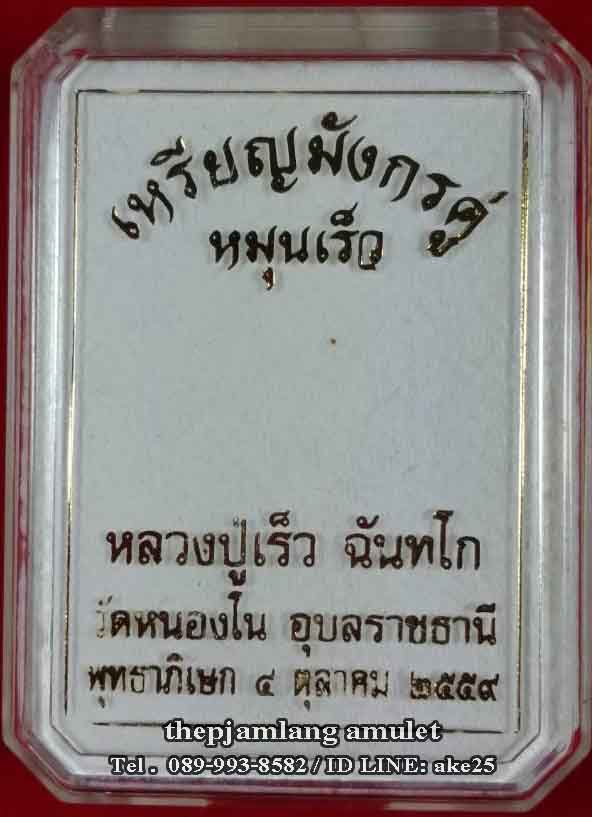 เหรียญมังกรคู่
หมุนเร็ว
หลวงปู่เร็ว ฉันทโก
วัดหนองโน อุบลราชธานี
พุทธาภิเษก ๔ ตุลาคม ๒๕๕๙
thepjamlang amulet
Tel . 089-993-8582 / ID LINE: ake25